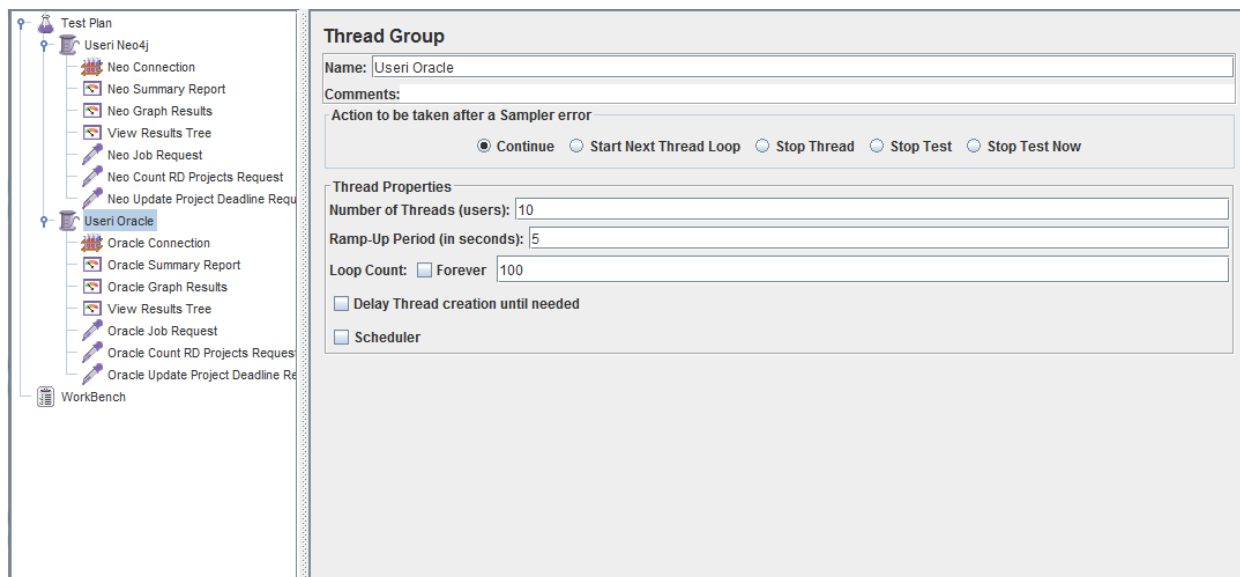 Test Plan
Useri Neo4j
Neo Connection
Neo Summary Report
Neo Graph Results
View Results Tree
Neo Job Request
Neo Count RD Projects Request
Neo Update Project Deadline Requ
Useri Oracle
Oracle Connection
Oracle Summary Report
Oracle Graph Results
View Results Tree
Oracle Job Request
Oracle Count RD Projects Reques
Oracle Update Project Deadline Re
WorkBench
Thread Group
Name: Useri Oracle
Comments:
Action to be taken after a Sampler error
Continue Start Next Thread Loop Stop Thread Stop Test Stop Test Now
Thread Properties
Number of Threads (users): 10
Ramp-Up Period (in seconds): 5
Loop Count: Forever 100
Delay Thread creation until needed
Scheduler